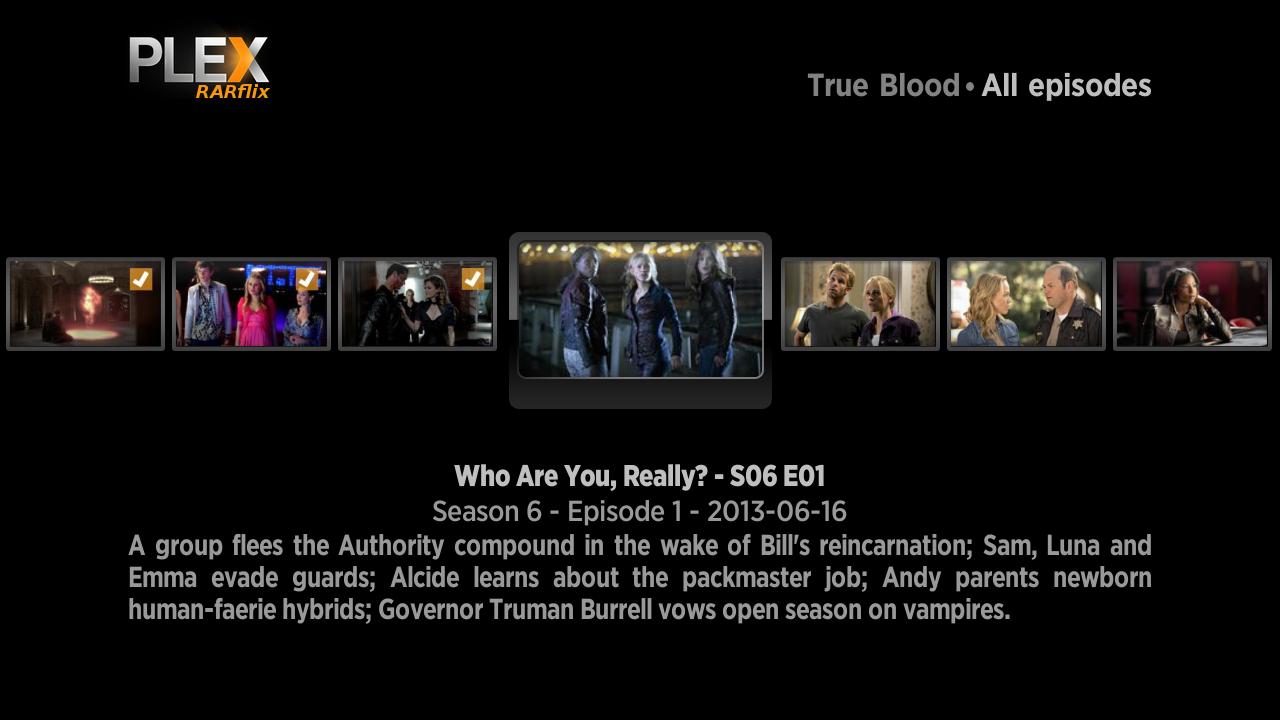 PLEX
RARflix
True Blood • All episodes
Who Are You, Really? - S06 E01
Season 6 - Episode 1 - 2013-06-16
A group flees the Authority compound in the wake of Bill's reincarnation; Sam, Luna and
Emma evade guards; Alcide learns about the packmaster job; Andy parents newborn
human-faerie hybrids; Governor Truman Burrell vows open season on vampires.